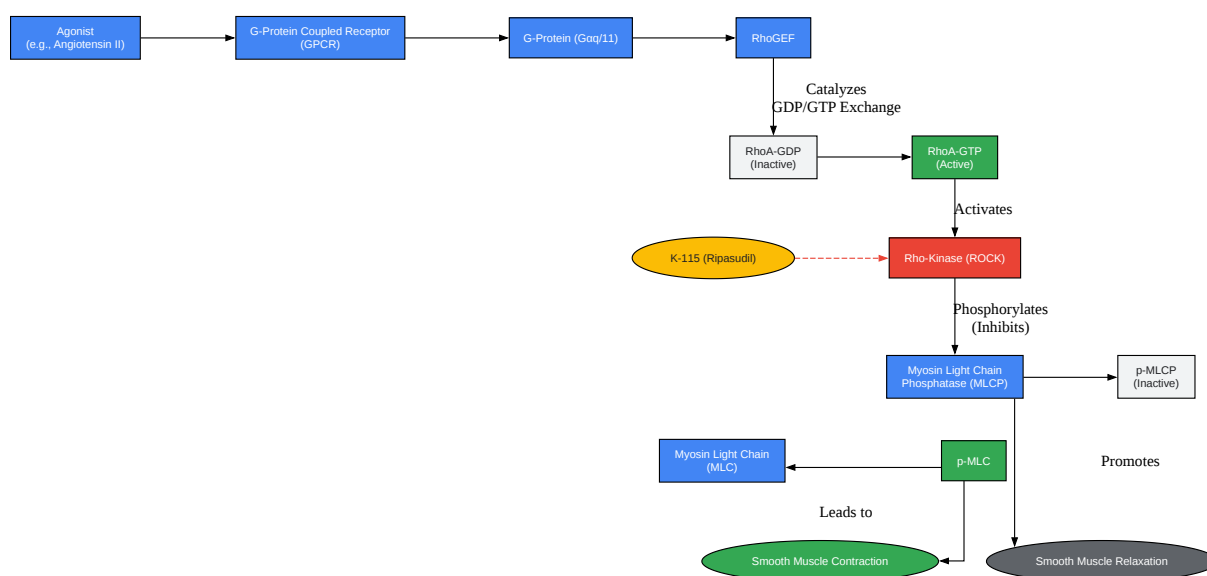 Agonist
(e.g., Angiotensin II)
G-Protein Coupled Receptor
(GPCR)
G-Protein (Gαq/11)
RhoGEF
Catalyzes
GDP/GTP Exchange
RhoA-GDP
(Inactive)
RhoA-GTP
(Active)
Activates
K-115 (Ripasudil)
Rho-Kinase (ROCK)
Phosphorylates
(Inhibits)
Myosin Light Chain
Phosphatase (MLCP)
p-MLCP
(Inactive)
Myosin Light Chain
(MLC)
p-MLC
Promotes
Leads to
Smooth Muscle Contraction
Smooth Muscle Relaxation